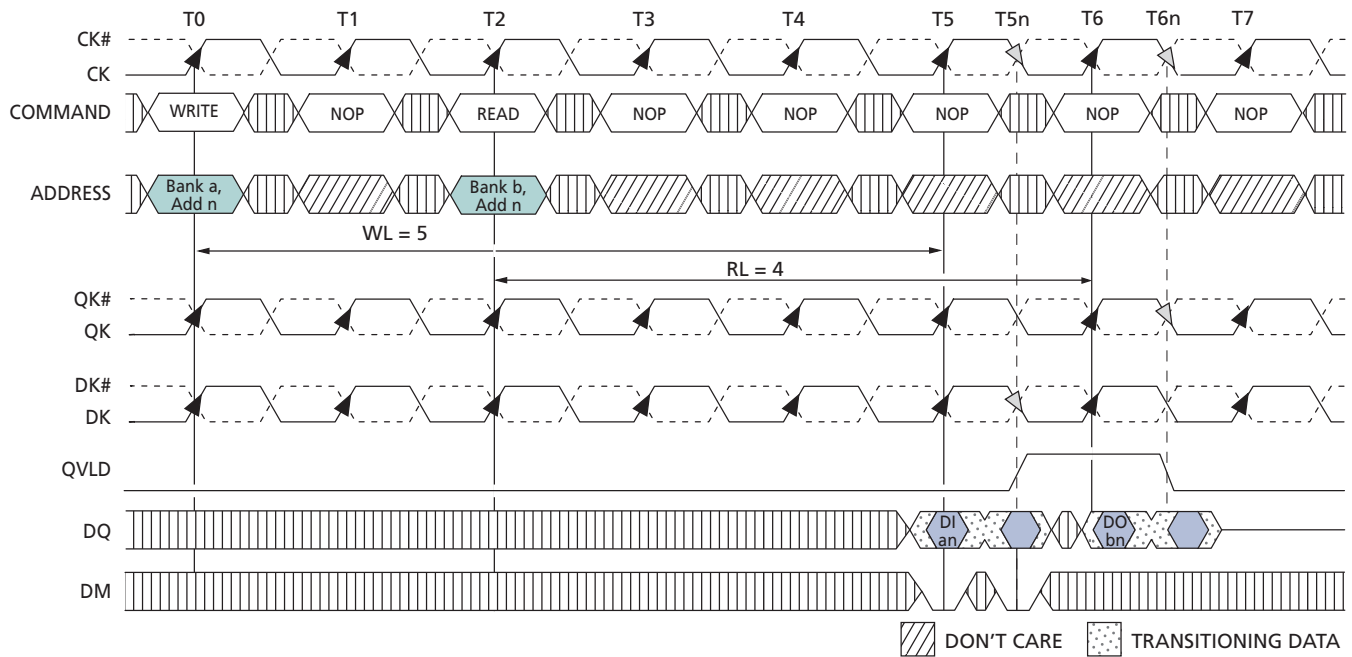 T0 T1 T2 T3 T4 T5 T5n T6 T6n T7
CK#
CK
COMMAND WRITE NOP READ NOP NOP NOP NOP NOP
ADDRESS Bank a, Add n Bank b, Add n
WL = 5
RL = 4
QK#
QK
DK#
DK
QVLD
DQ DI an DO bn
DM
DON'T CARE TRANSITIONING DATA